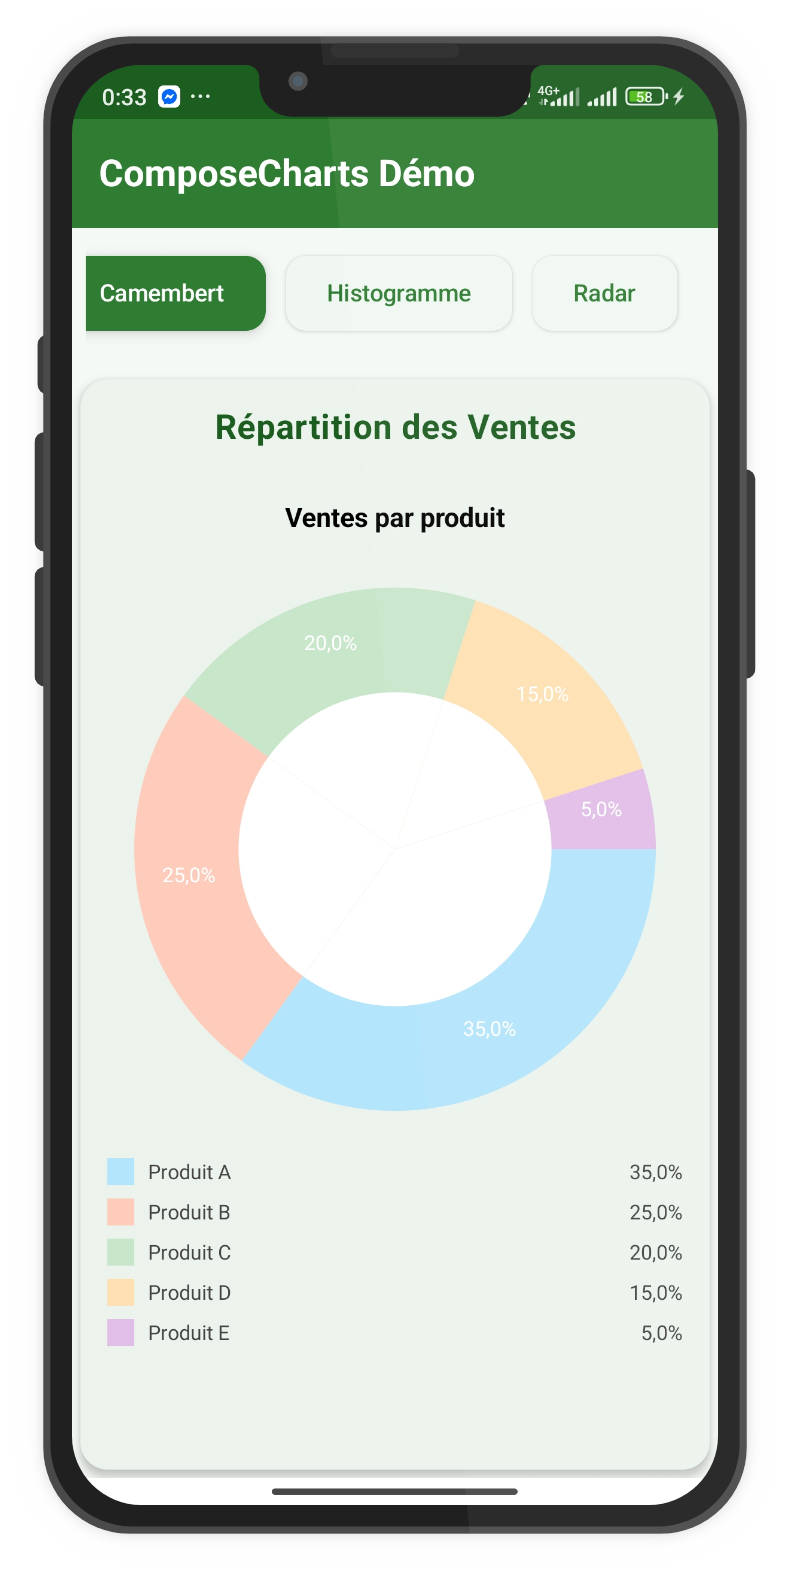 0:33 ... 4G+ 58
ComposeCharts Démo
Camembert Histogramme Radar
Répartition des Ventes
Ventes par produit
20,0%
15,0%
5,0%
25,0%
35,0%
Produit A 35,0%
Produit B 25,0%
Produit C 20,0%
Produit D 15,0%
Produit E 5,0%